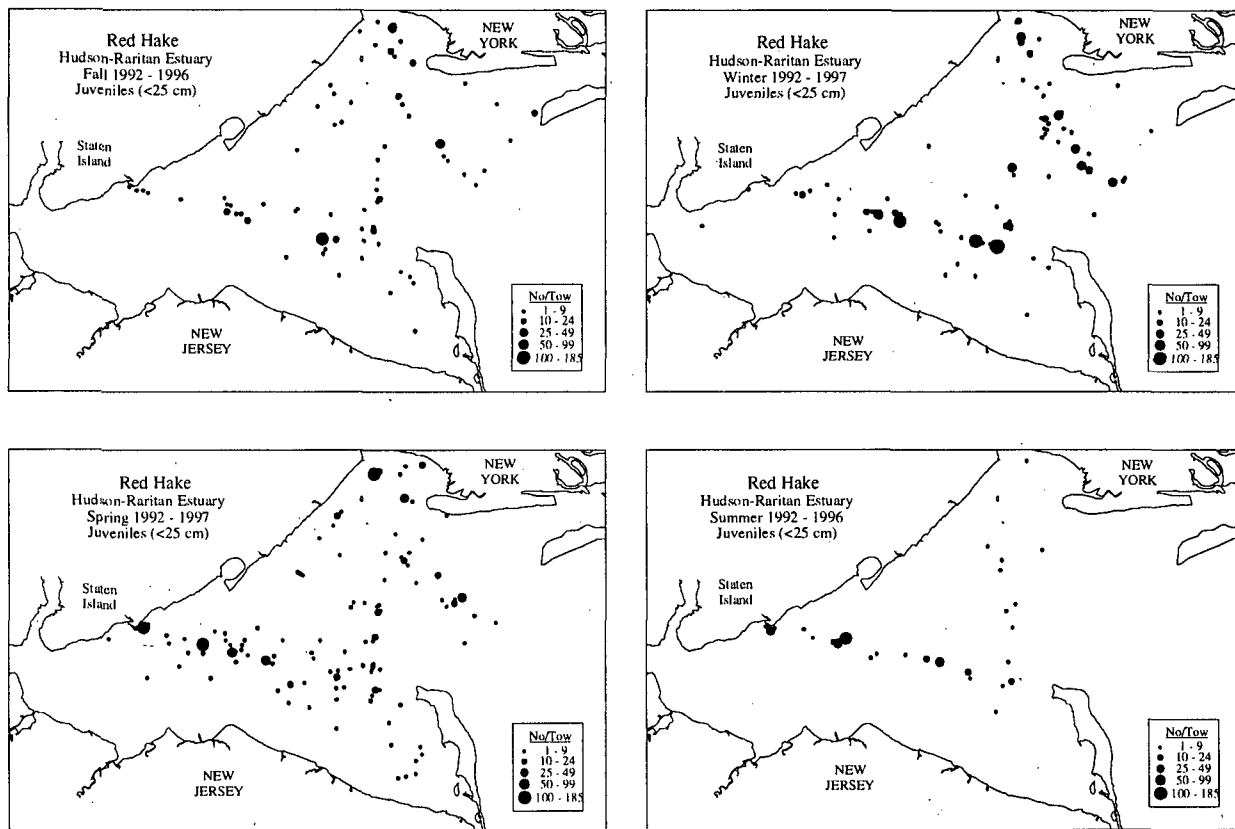 Red Hake
Hudson-Raritan Estuary
Fall 1992 - 1996
Juveniles (<25 cm)
NEW
YORK
Staten
Island
NEW
JERSEY
No/Tow
1 - 9
10 - 24
25 - 49
50 - 99
100 - 185
Red Hake
Hudson-Raritan Estuary
Winter 1992 - 1997
Juveniles (<25 cm)
NEW
YORK
Staten
Island
NEW
JERSEY
No/Tow
1 - 9
10 - 24
25 - 49
50 - 99
100 - 185
Red Hake
Hudson-Raritan Estuary
Spring 1992 - 1997
Juveniles (<25 cm)
NEW
YORK
Staten
Island
NEW
JERSEY
No/Tow
1 - 9
10 - 24
25 - 49
50 - 99
100 - 185
Red Hake
Hudson-Raritan Estuary
Summer 1992 - 1996
Juveniles (<25 cm)
NEW
YORK
Staten
Island
NEW
JERSEY
No/Tow
1 - 9
10 - 24
25 - 49
50 - 99
100 - 185